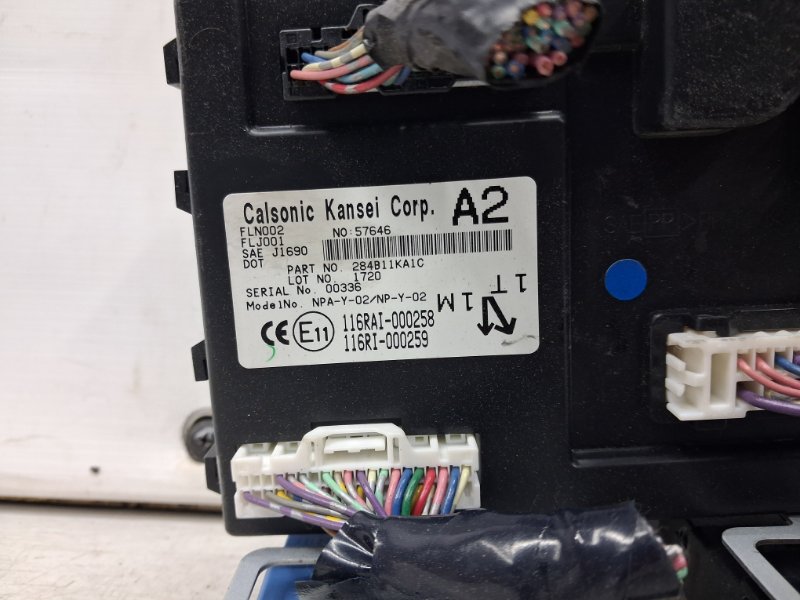 Calsonic Kansei Corp. A2
FLN002 NO:57646
FLJ001
SAE J1690
DOT PART NO. 284B11KA1C
LOT NO. 1720
SERIAL No. 00336
ModelNo. NPA-Y-02/NP-Y-02
1M 1T
CE E11 116RAI-000258
116RI-000259